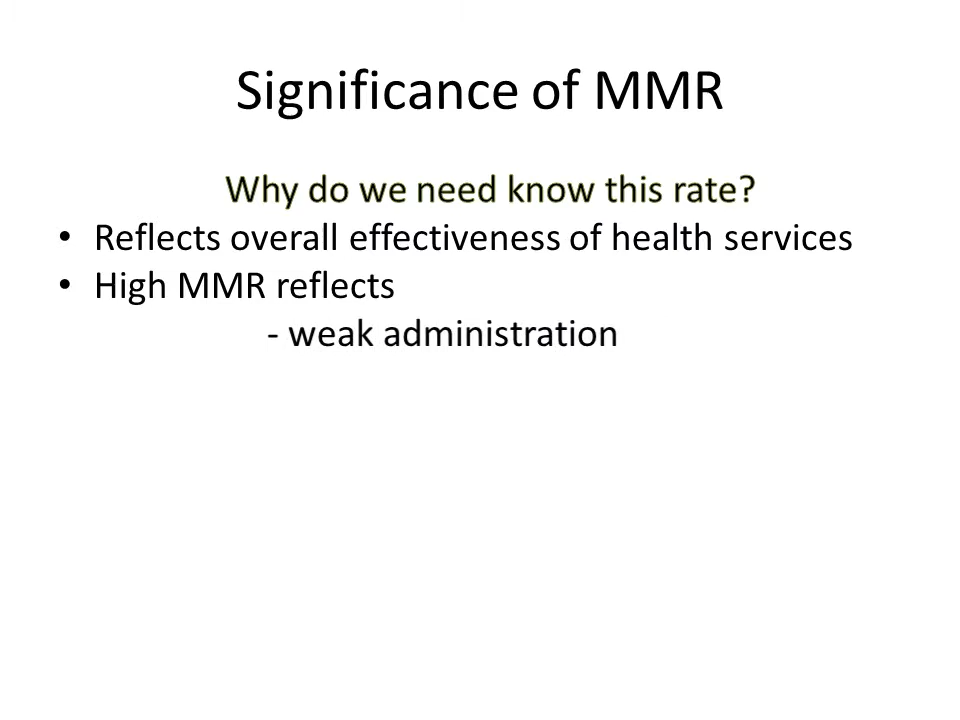 Significance of MMR
Why do we need know this rate?
• Reflects overall effectiveness of health services
• High MMR reflects
- weak administration